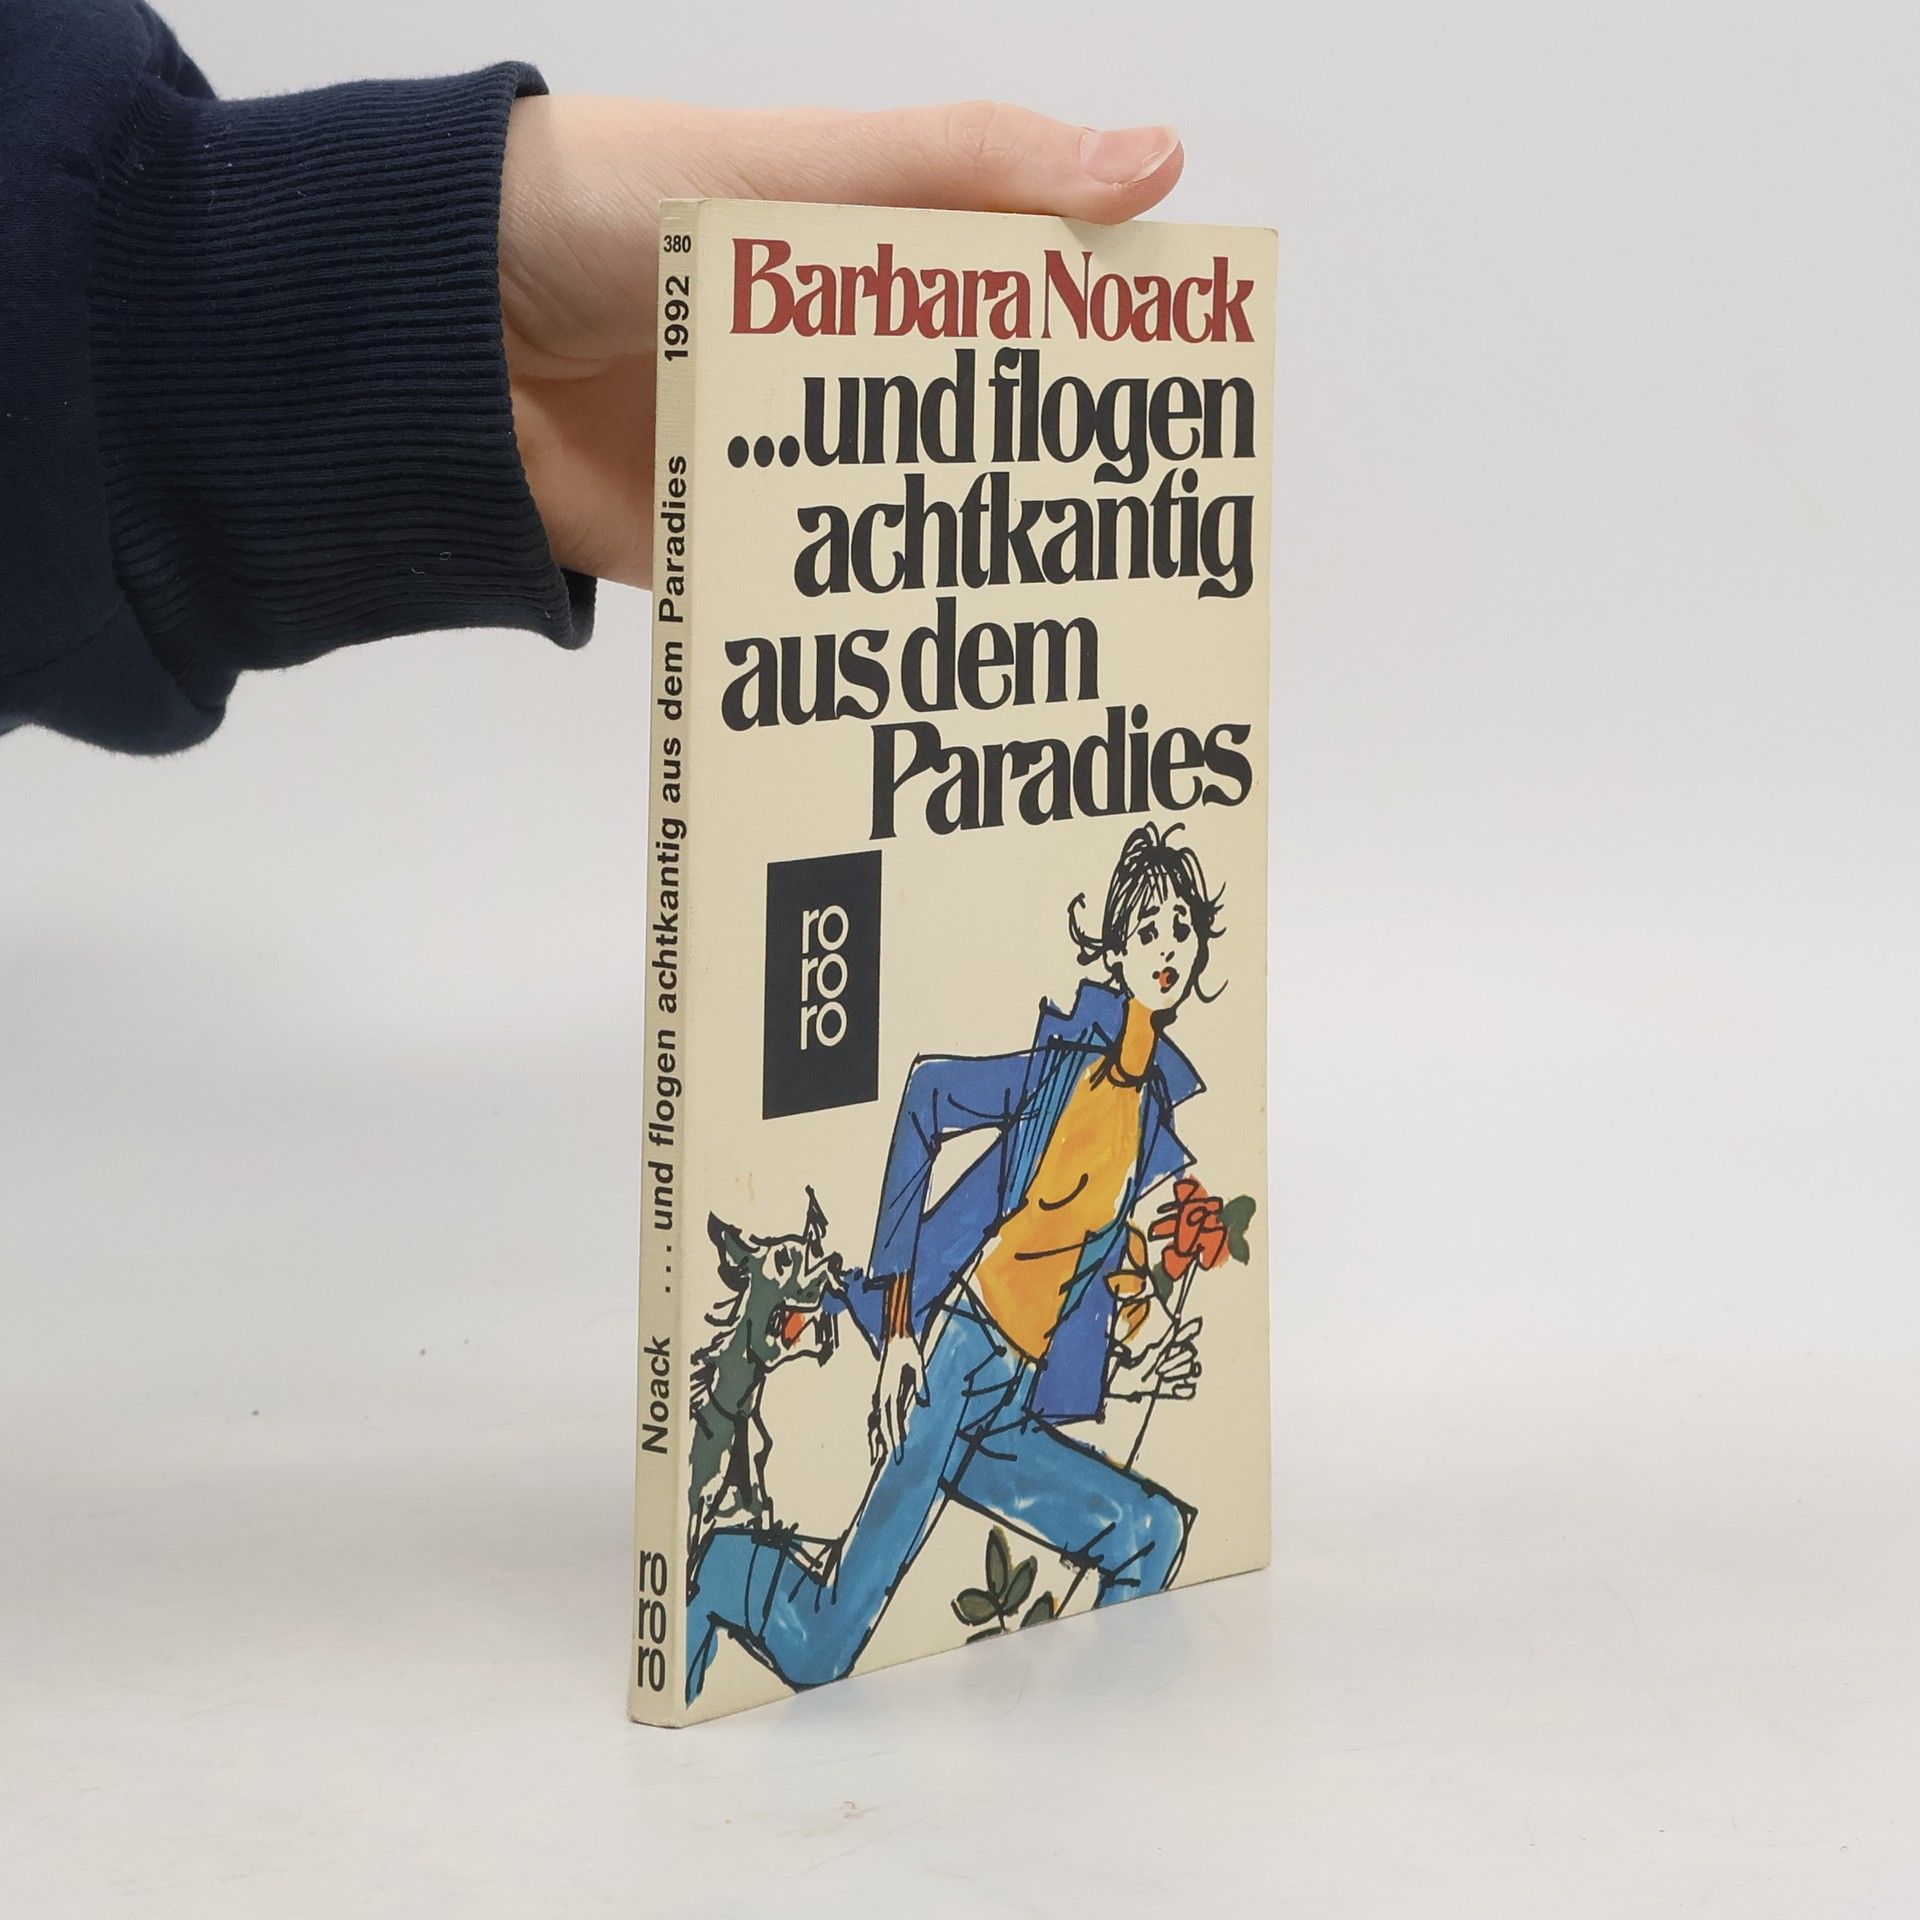 Barbara Noack
...und flogen
achtkantig
aus dem
Paradies
ro
ro
ro
380
Noack ...und flogen achtkantig aus dem Paradies 1992
ro
ro
ro